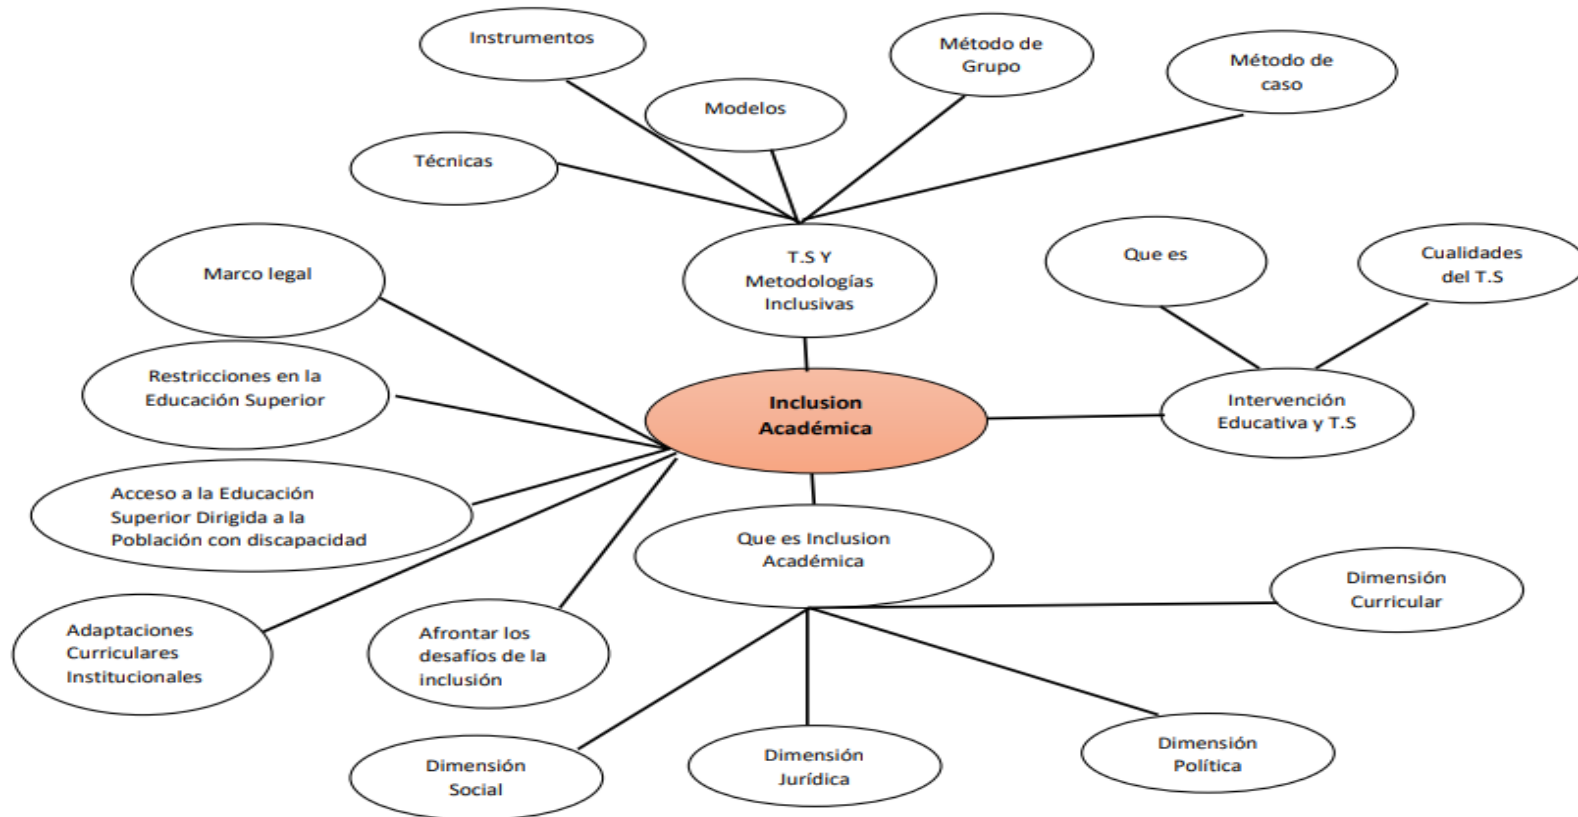 Instrumentos
Método de
Grupo
Método de
caso
Modelos
Técnicas
Marco legal
T.S Y
Metodologías
Inclusivas
Que es
Cualidades
del T.S
Restricciones en la
Educación Superior
Inclusion
Académica
Intervención
Educativa y T.S
Acceso a la Educación
Superior Dirigida a la
Población con discapacidad
Que es Inclusion
Académica
Dimensión
Curricular
Adaptaciones
Curriculares
Institucionales
Afrontar los
desafíos de la
inclusión
Dimensión
Social
Dimensión
Jurídica
Dimensión
Política